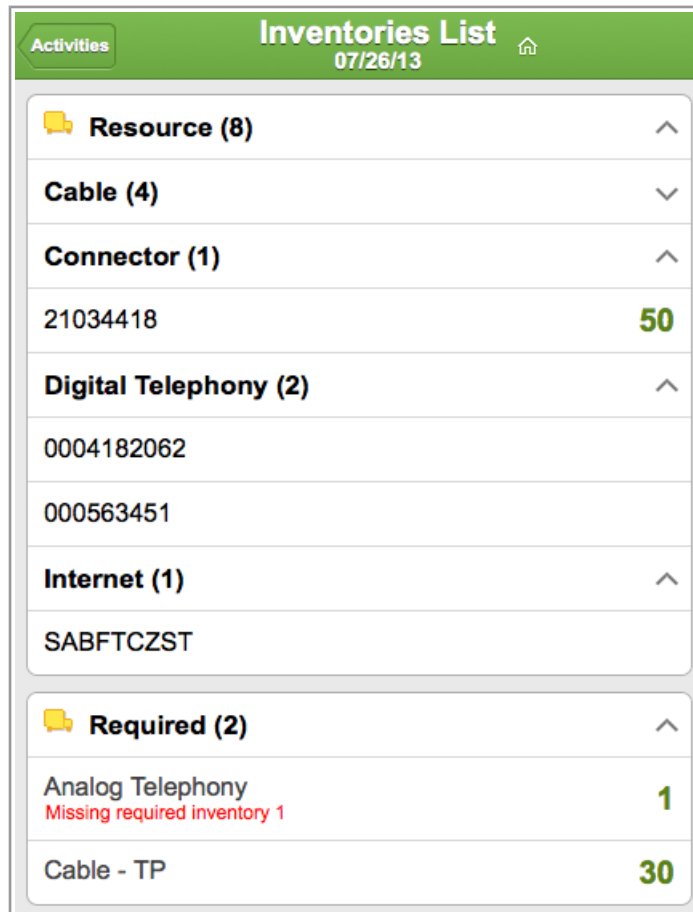 Activities
Inventories List
07/26/13
Resource (8)
Cable (4)
Connector (1)
21034418 50
Digital Telephony (2)
0004182062
000563451
Internet (1)
SABFTCZST
Required (2)
Analog Telephony 1
Missing required inventory 1
Cable - TP 30